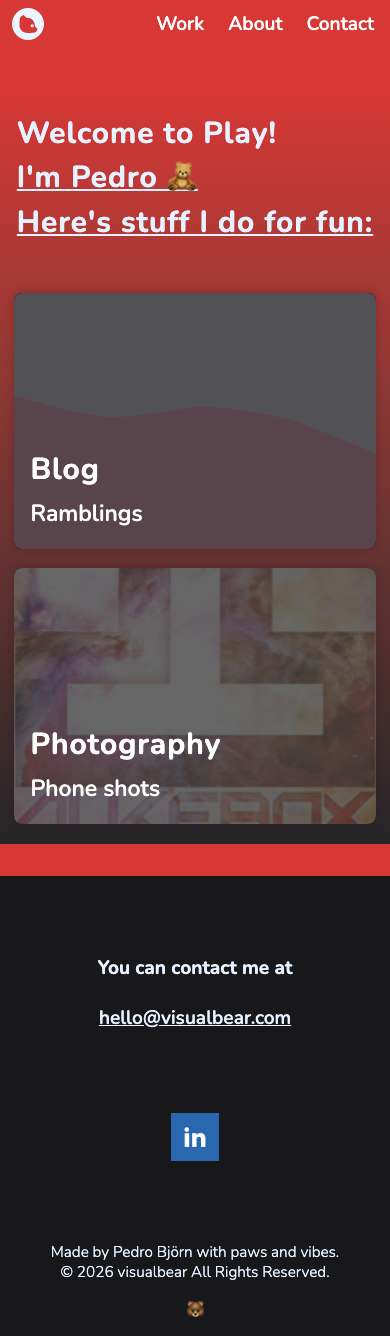 Work About Contact
Welcome to Play!
I'm Pedro 🧸
Here's stuff I do for fun:
Blog
Ramblings
Photography
Phone shots
You can contact me at
hello@visualbear.com
in
Made by Pedro Björn with paws and vibes.
© 2026 visualbear All Rights Reserved.
🐻